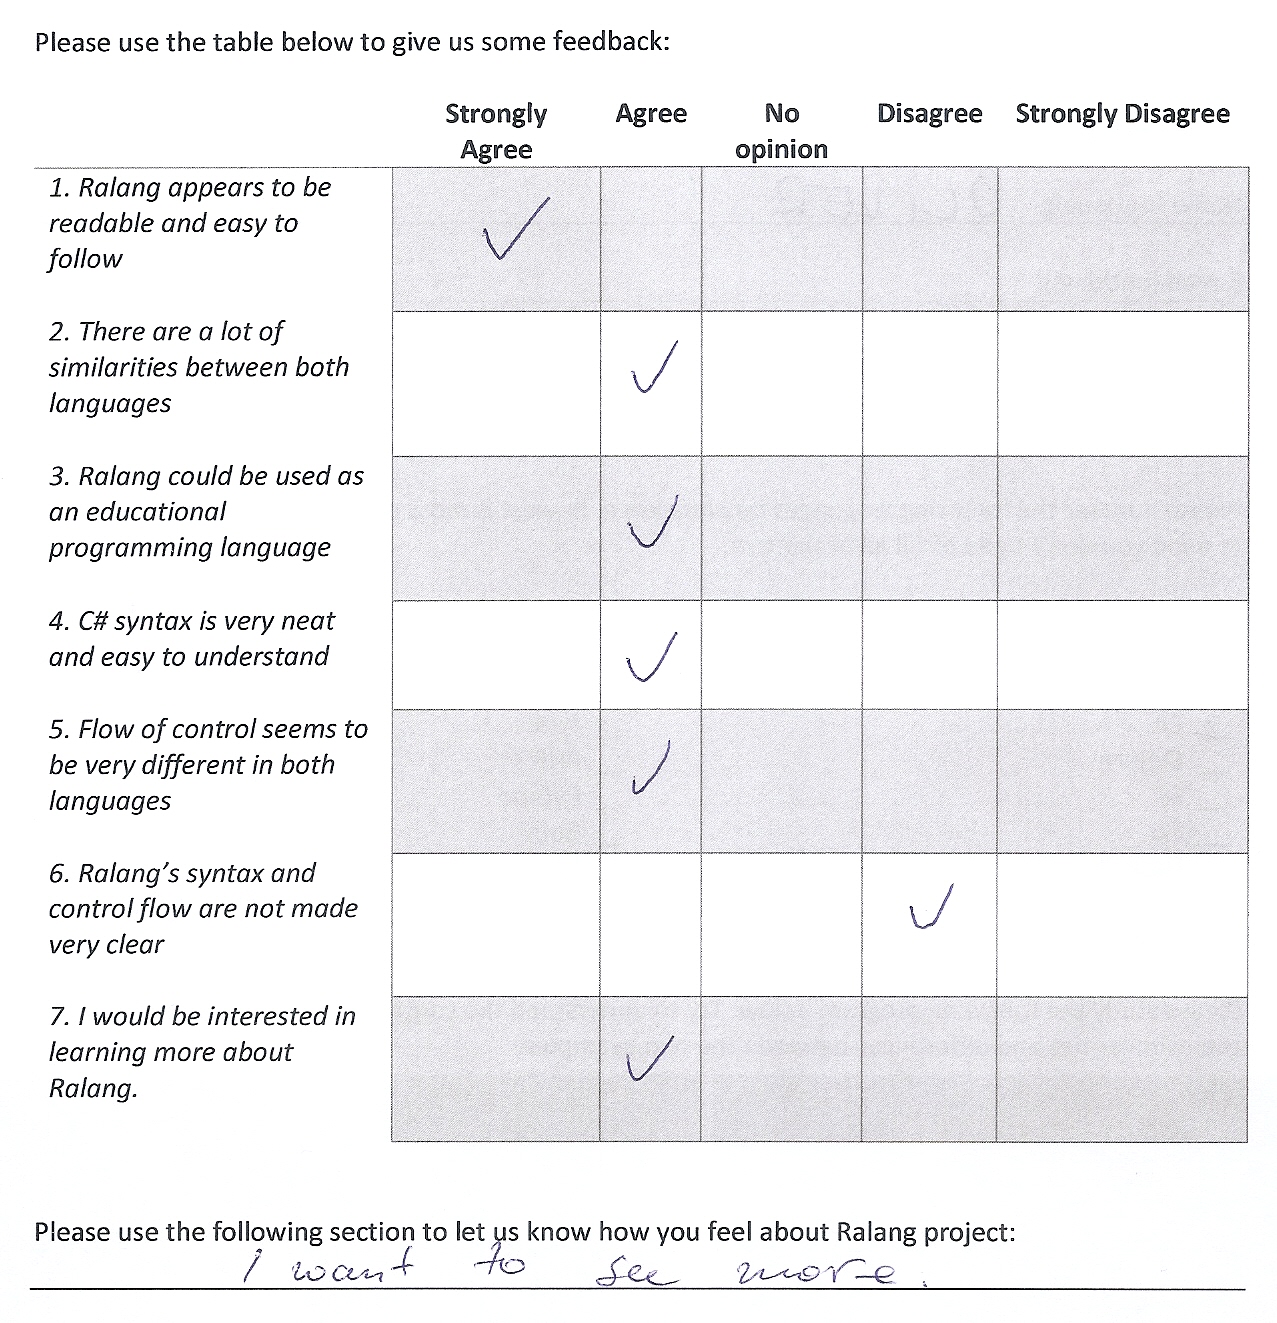 Please use the table below to give us some feedback:
Strongly Agree No Disagree Strongly Disagree
Agree opinion
1. Ralang appears to be
readable and easy to
follow
2. There are a lot of
similarities between both
languages
3. Ralang could be used as
an educational
programming language
4. C# syntax is very neat
and easy to understand
5. Flow of control seems to
be very different in both
languages
6. Ralang’s syntax and
control flow are not made
very clear
7. I would be interested in
learning more about
Ralang.
Please use the following section to let us know how you feel about Ralang project:
I want to see more.